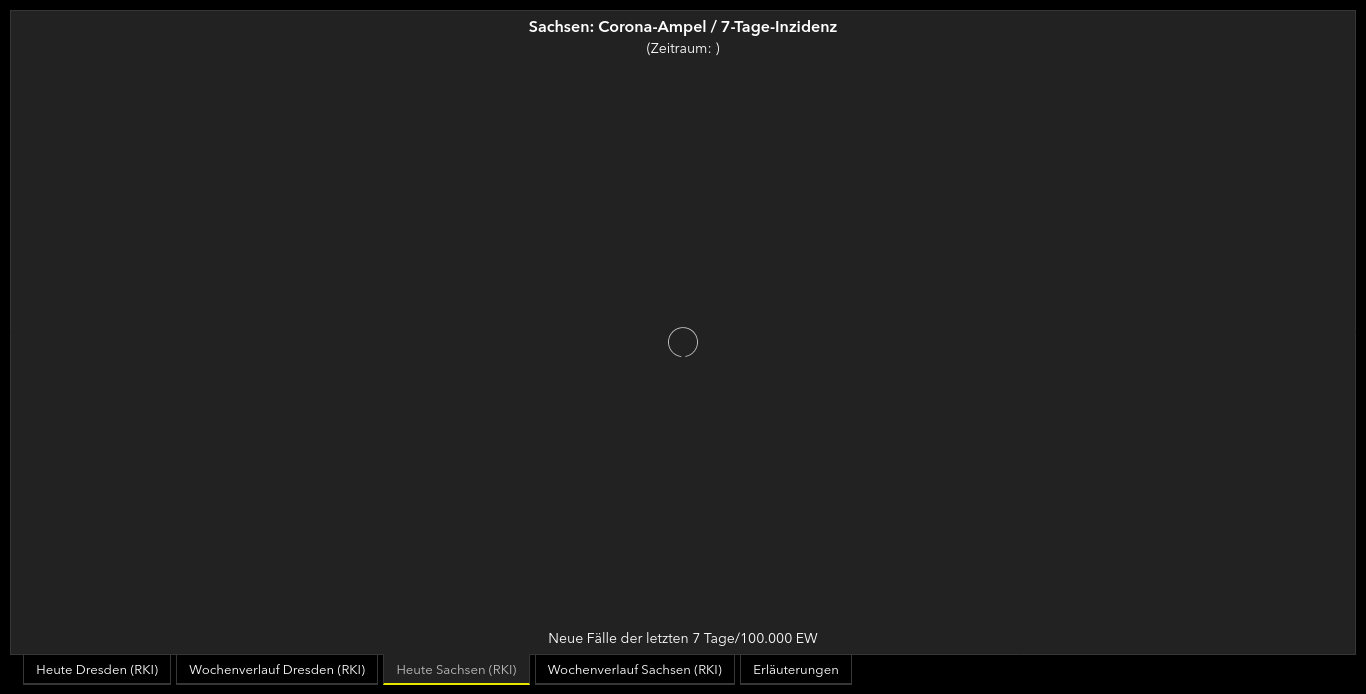 Sachsen: Corona-Ampel / 7-Tage-Inzidenz
(Zeitraum: )
Neue Fälle der letzten 7 Tage/100.000 EW
Heute Dresden (RKI)
Wochenverlauf Dresden (RKI)
Heute Sachsen (RKI)
Wochenverlauf Sachsen (RKI)
Erläuterungen